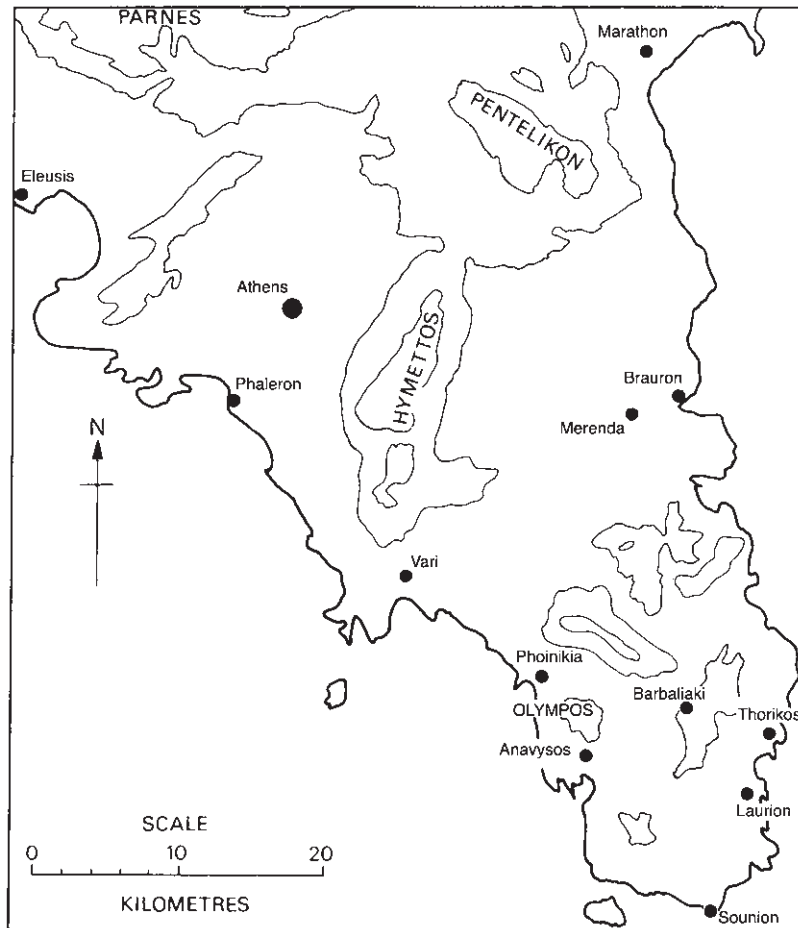 PARNES
Marathon
PENTELIKON
Eleusis
Athens
HYMETTOS
Phaleron
Brauron
Merenda
N
Vari
Phoinikia
Barbaliaki
OLYMPOS
Thorikos
Anavysos
Laurion
SCALE
0 10 20
KILOMETRES
Sounion